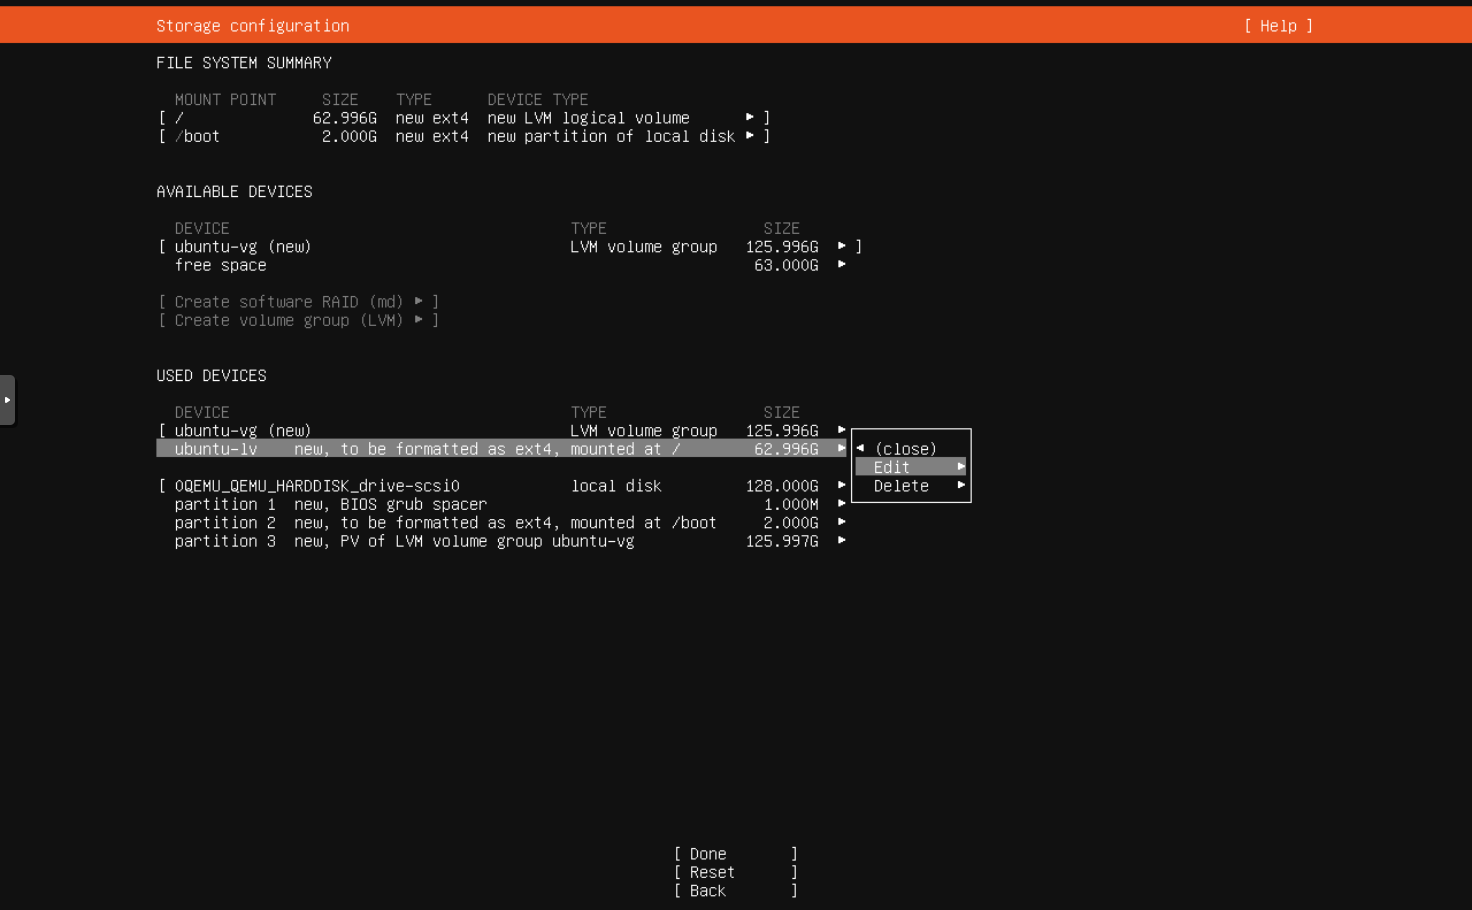 Storage configuration [ Help ]
FILE SYSTEM SUMMARY
MOUNT POINT SIZE TYPE DEVICE TYPE
[ / 62.996G new ext4 new LVM logical volume ▸ ]
[ /boot 2.000G new ext4 new partition of local disk ▸ ]
AVAILABLE DEVICES
DEVICE TYPE SIZE
[ ubuntu-vg (new) LVM volume group 125.996G ▸ ]
free space 63.000G ▸
[ Create software RAID (md) ▸ ]
[ Create volume group (LVM) ▸ ]
USED DEVICES
DEVICE TYPE SIZE
[ ubuntu-vg (new) LVM volume group 125.996G ▸
ubuntu-lv new, to be formatted as ext4, mounted at / 62.996G ▸ ◂ (close)
Edit ▸
[ 0QEMU_QEMU_HARDDISK_drive-scsi0 local disk 128.000G ▸ Delete ▸
partition 1 new, BIOS grub spacer 1.000M ▸
partition 2 new, to be formatted as ext4, mounted at /boot 2.000G ▸
partition 3 new, PV of LVM volume group ubuntu-vg 125.997G ▸
[ Done ]
[ Reset ]
[ Back ]